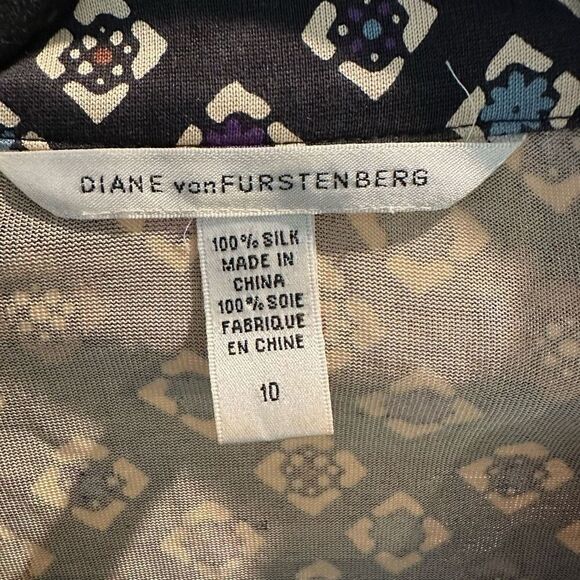 DIANE vonFURSTENBERG
100% SILK
MADE IN
CHINA
100% SOIE
FABRIQUE
EN CHINE
10